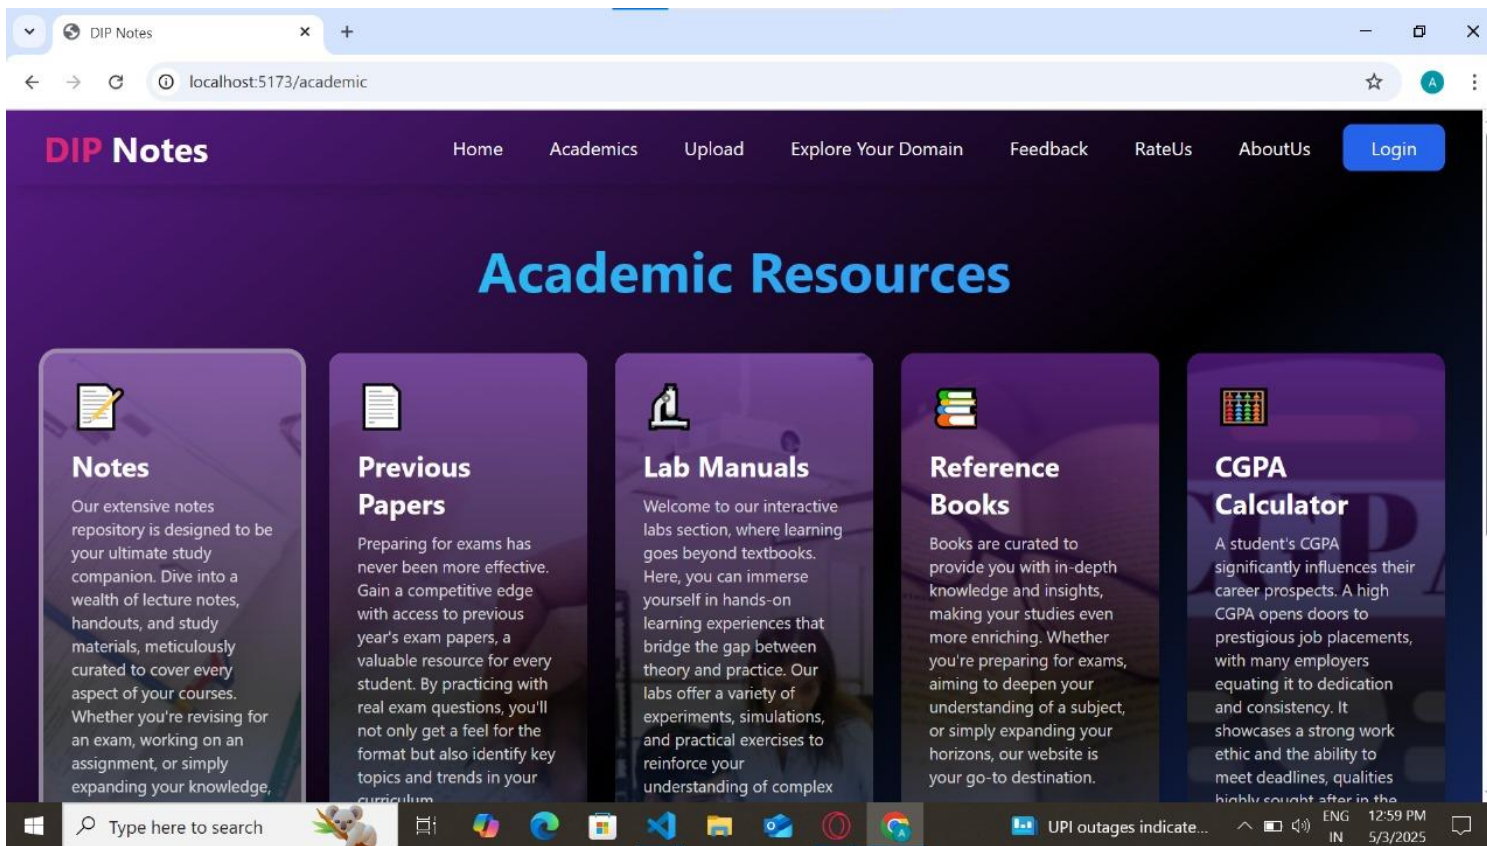 DIP Notes
localhost:5173/academic
A
DIP Notes
Home Academics Upload Explore Your Domain Feedback RateUs AboutUs Login
Academic Resources
Notes
Our extensive notes
repository is designed to be
your ultimate study
companion. Dive into a
wealth of lecture notes,
handouts, and study
materials, meticulously
curated to cover every
aspect of your courses.
Whether you're revising for
an exam, working on an
assignment, or simply
expanding your knowledge,
Previous
Papers
Preparing for exams has
never been more effective.
Gain a competitive edge
with access to previous
year's exam papers, a
valuable resource for every
student. By practicing with
real exam questions, you'll
not only get a feel for the
format but also identify key
topics and trends in your
curriculum
Lab Manuals
Welcome to our interactive
labs section, where learning
goes beyond textbooks.
Here, you can immerse
yourself in hands-on
learning experiences that
bridge the gap between
theory and practice. Our
labs offer a variety of
experiments, simulations,
and practical exercises to
reinforce your
understanding of complex
Reference
Books
Books are curated to
provide you with in-depth
knowledge and insights,
making your studies even
more enriching. Whether
you're preparing for exams,
aiming to deepen your
understanding of a subject,
or simply expanding your
horizons, our website is
your go-to destination.
CGPA
Calculator
A student's CGPA
significantly influences their
career prospects. A high
CGPA opens doors to
prestigious job placements,
with many employers
equating it to dedication
and consistency. It
showcases a strong work
ethic and the ability to
meet deadlines, qualities
highly sought after in the
CGPA
Type here to search
UPI outages indicate...
ENG
IN
12:59 PM
5/3/2025